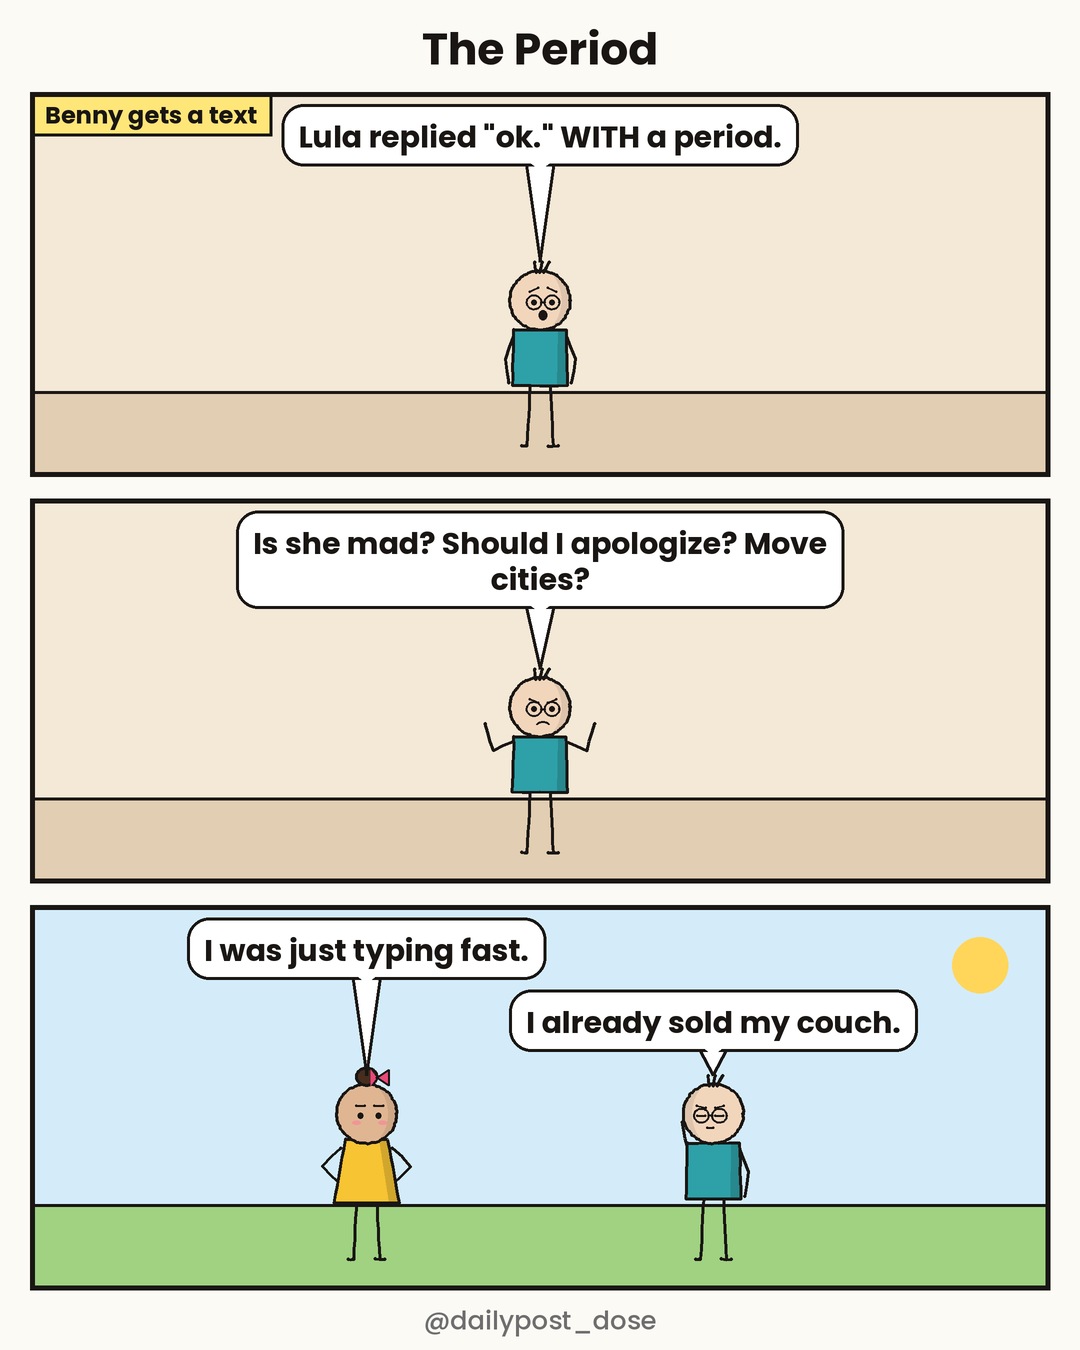 The Period
Benny gets a text
Lula replied "ok." WITH a period.
Is she mad? Should I apologize? Move
cities?
I was just typing fast.
I already sold my couch.
@dailypost_dose